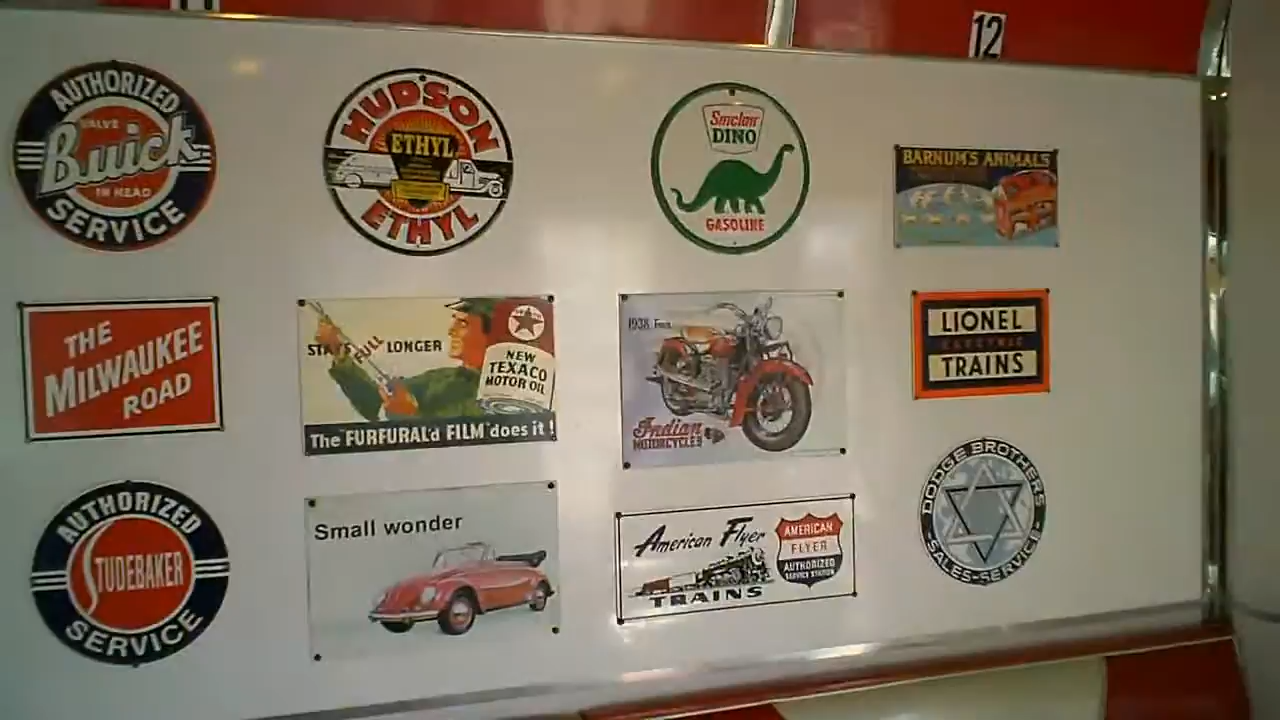 12
AUTHORIZED
VALVE
Buick
IN HEAD
SERVICE
HUDSON
ETHYL
ETHYL
Sinclair
DINO
GASOLINE
BARNUM'S ANIMALS
THE
MILWAUKEE
ROAD
STAYS FULL LONGER
NEW
TEXACO
MOTOR OIL
The "FURFURAL'd FILM" does it!
1938 Four
Indian
MOTORCYCLES
LIONEL
ELECTRIC
TRAINS
AUTHORIZED
STUDEBAKER
SERVICE
Small wonder
American Flyer
TRAINS
AMERICAN
FLYER
AUTHORIZED
SERVICE STATION
DODGE BROTHERS
-SALES-SERVICE-